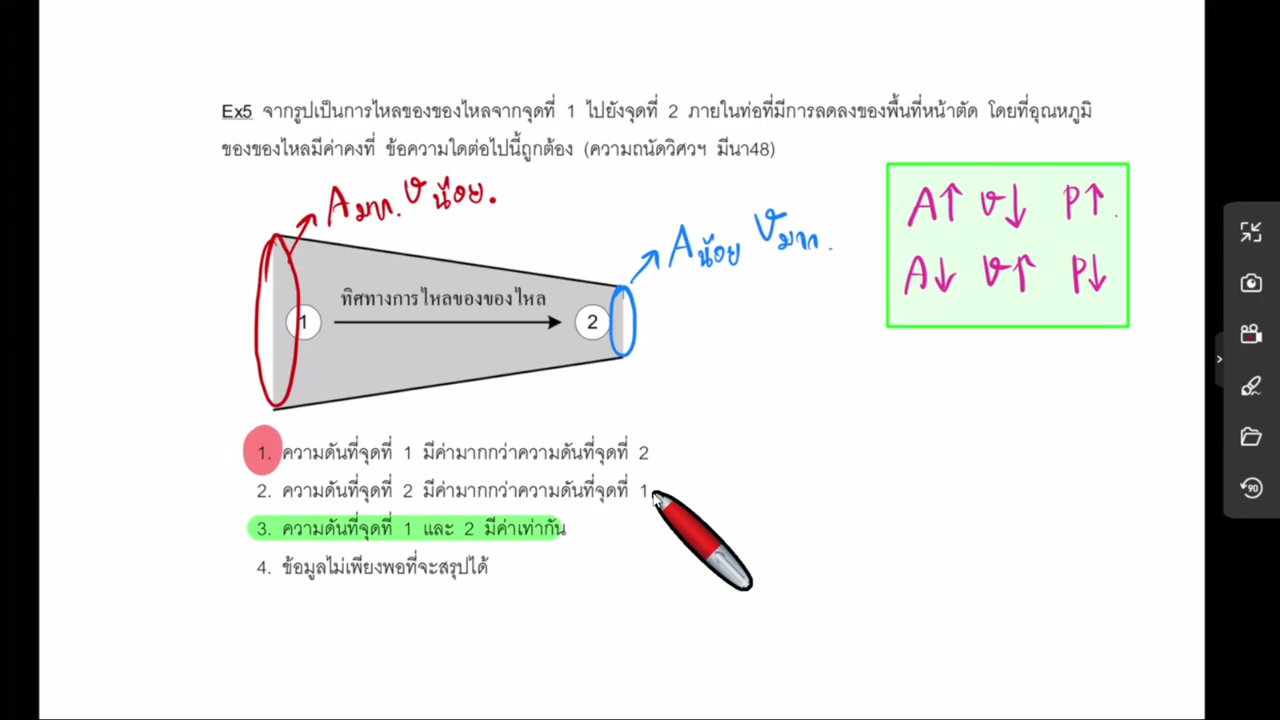 Ex5 จากรูปเป็นการไหลของของไหลจากจุดที่ 1 ไปยังจุดที่ 2 ภายในท่อที่มีการลดลงของพื้นที่หน้าตัด โดยที่อุณหภูมิ
ของของไหลมีค่าคงที่ ข้อความใดต่อไปนี้ถูกต้อง (ความถนัดวิศวฯ มีนา48)
A มาก. v น้อย.
A น้อย v มาก.
A↑ v↓ P↑.
A↓ v↑ P↓
ทิศทางการไหลของของไหล
1
2
1. ความดันที่จุดที่ 1 มีค่ามากกว่าความดันที่จุดที่ 2
2. ความดันที่จุดที่ 2 มีค่ามากกว่าความดันที่จุดที่ 1
3. ความดันที่จุดที่ 1 และ 2 มีค่าเท่ากัน
4. ข้อมูลไม่เพียงพอที่จะสรุปได้
90